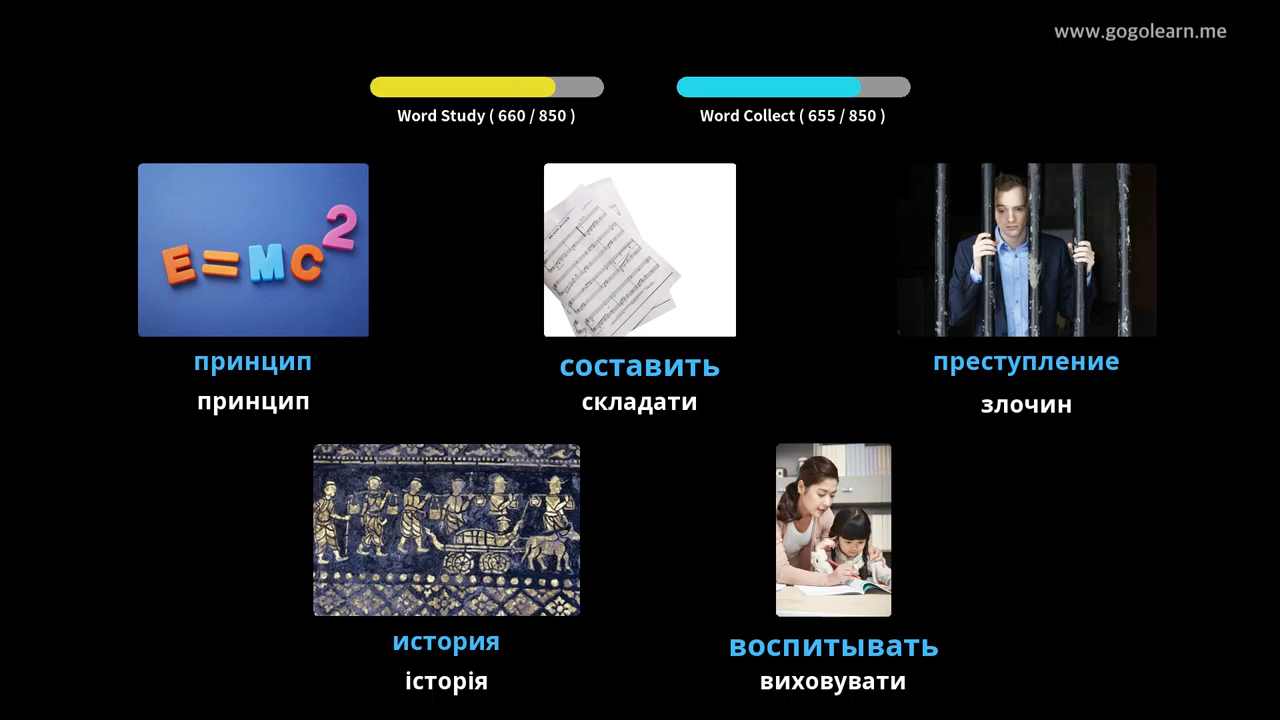 www.gogolearn.me
Word Study ( 660 / 850 )
Word Collect ( 655 / 850 )
E=MC2
принцип
принцип
составить
складати
преступление
злочин
история
історія
воспитывать
виховувати